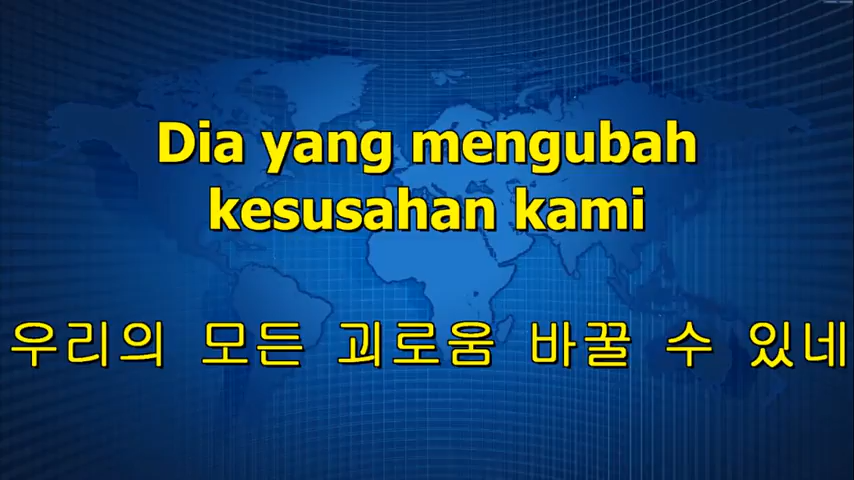 Dia yang mengubah
kesusahan kami
우리의 모든 괴로움 바꿀 수 있네